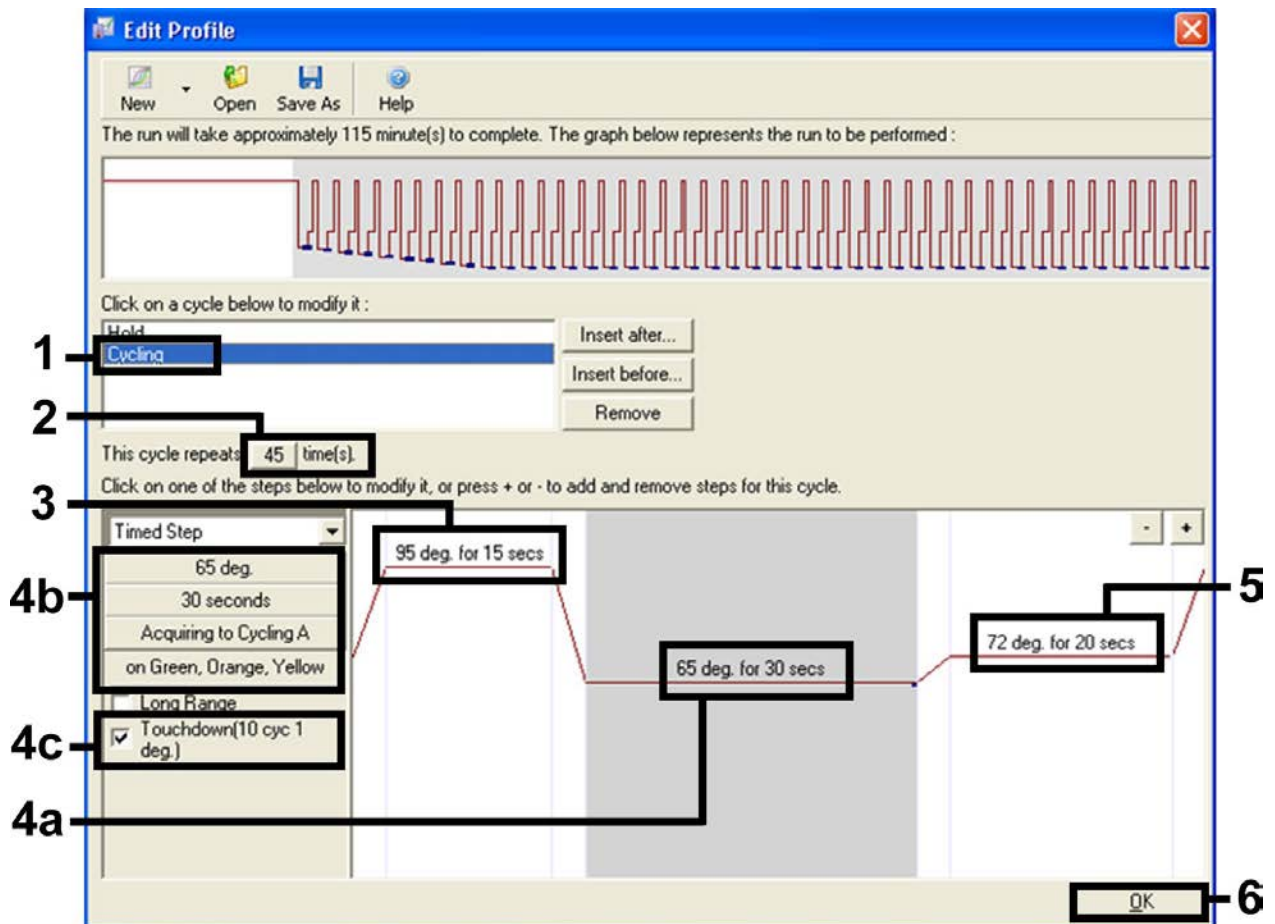 Edit Profile
New Open Save As Help
The run will take approximately 115 minute(s) to complete. The graph below represents the run to be performed :
Click on a cycle below to modify it :
Hold
1
Cycling
Insert after...
Insert before...
Remove
2
This cycle repeats 45 time(s).
Click on one of the steps below to modify it, or press + or - to add and remove steps for this cycle.
3
Timed Step
- +
95 deg. for 15 secs
4b
65 deg.
30 seconds
Acquiring to Cycling A
on Green, Orange, Yellow
65 deg. for 30 secs
72 deg. for 20 secs
5
Long Range
4c
Touchdown(10 cyc 1
deg.)
4a
OK
6